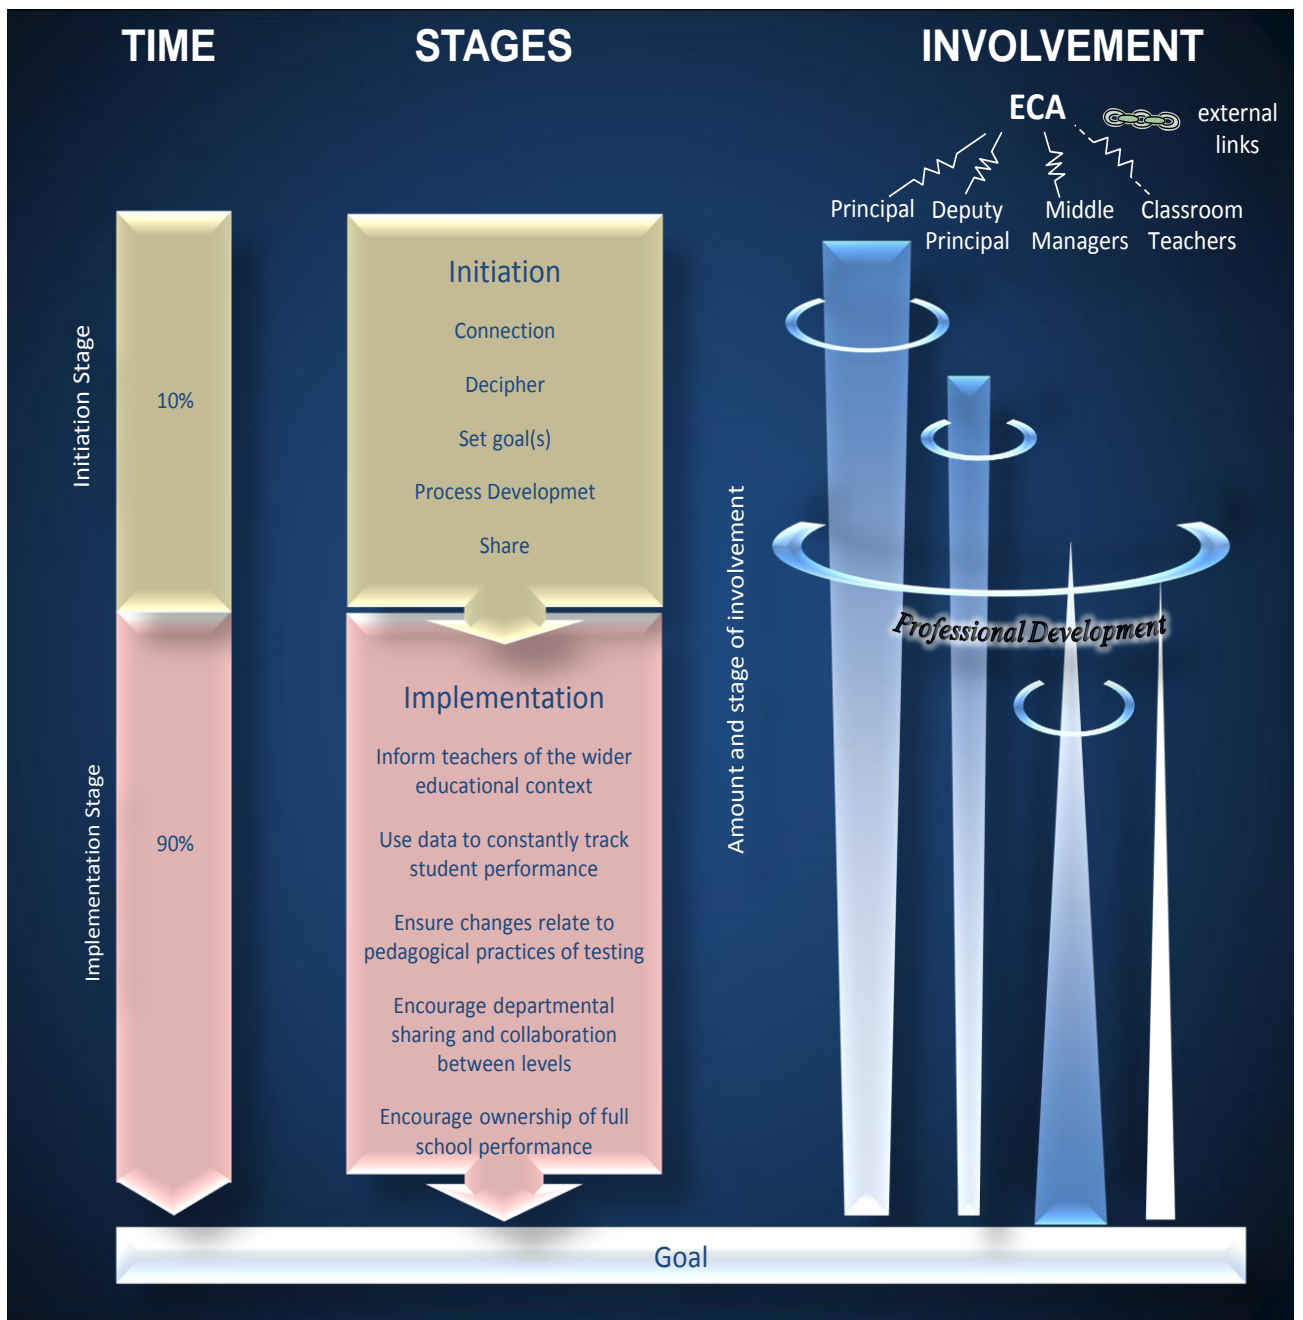 TIME
STAGES
INVOLVEMENT
ECA
external
links
Principal
Deputy
Principal
Middle
Managers
Classroom
Teachers
Initiation Stage
10%
Initiation
Connection
Decipher
Set goal(s)
Process Developmet
Share
Amount and stage of involvement
Professional Development
Implementation Stage
90%
Implementation
Inform teachers of the wider
educational context
Use data to constantly track
student performance
Ensure changes relate to
pedagogical practices of testing
Encourage departmental
sharing and collaboration
between levels
Encourage ownership of full
school performance
Goal